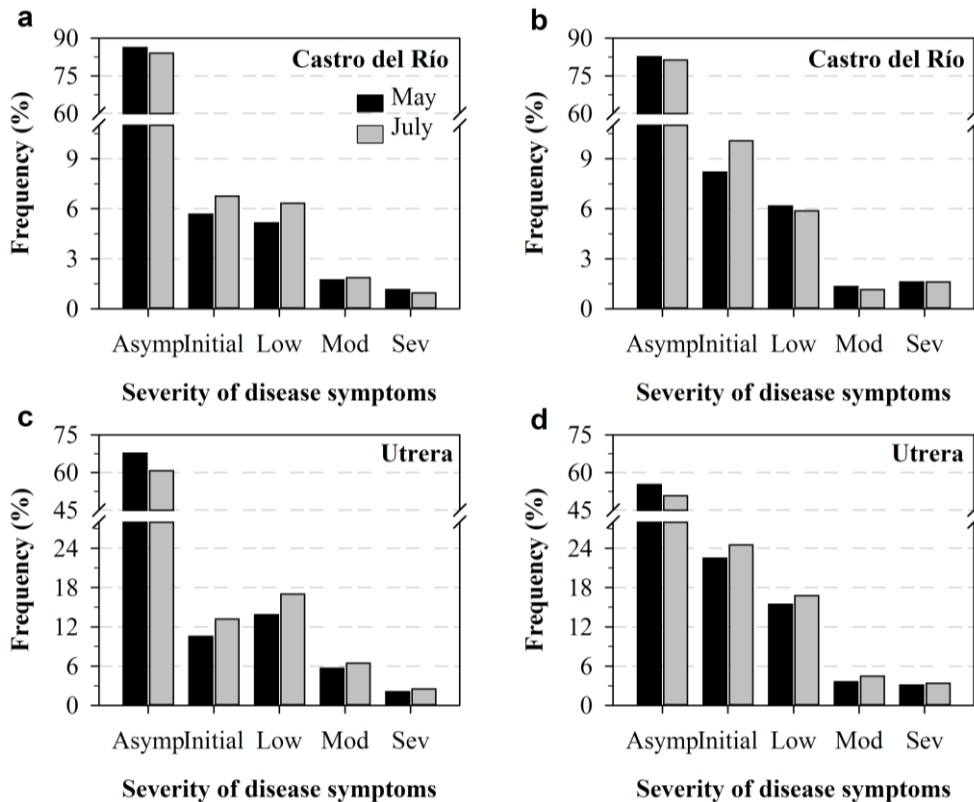 a
90
75
60
9
6
3
0
Frequency (%)
Castro del Río
May
July
Asymp Initial Low Mod Sev
Severity of disease symptoms
b
90
75
60
9
6
3
0
Frequency (%)
Castro del Río
Asymp Initial Low Mod Sev
Severity of disease symptoms
c
75
60
45
24
18
12
6
0
Frequency (%)
Utrera
Asymp Initial Low Mod Sev
Severity of disease symptoms
d
75
60
45
24
18
12
6
0
Frequency (%)
Utrera
Asymp Initial Low Mod Sev
Severity of disease symptoms